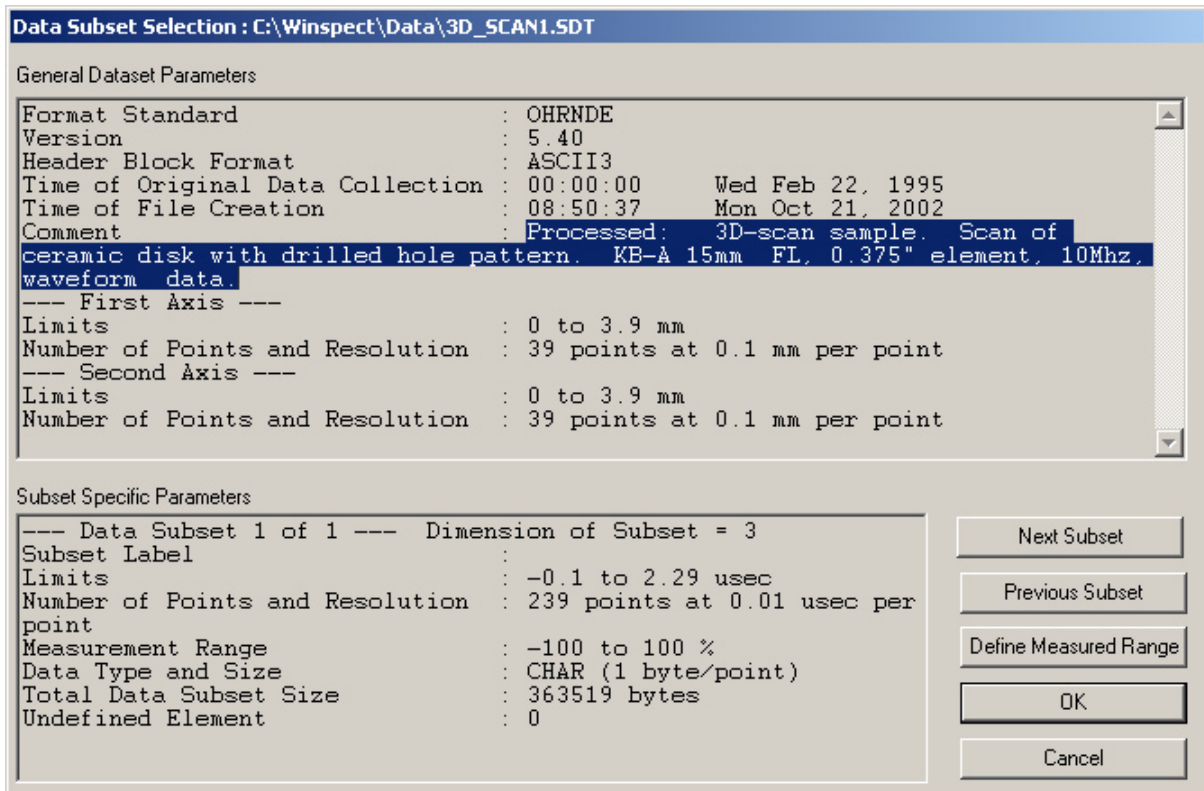 Data Subset Selection : C:\Winspect\Data\3D_SCAN1.SDT
General Dataset Parameters
Format Standard : OHRNDE
Version : 5.40
Header Block Format : ASCII3
Time of Original Data Collection : 00:00:00 Wed Feb 22, 1995
Time of File Creation : 08:50:37 Mon Oct 21, 2002
Comment : Processed: 3D-scan sample. Scan of
ceramic disk with drilled hole pattern. KB-A 15mm FL, 0.375" element, 10Mhz,
waveform data.
--- First Axis ---
Limits : 0 to 3.9 mm
Number of Points and Resolution : 39 points at 0.1 mm per point
--- Second Axis ---
Limits : 0 to 3.9 mm
Number of Points and Resolution : 39 points at 0.1 mm per point
Subset Specific Parameters
--- Data Subset 1 of 1 --- Dimension of Subset = 3
Subset Label :
Limits : -0.1 to 2.29 usec
Number of Points and Resolution : 239 points at 0.01 usec per
point
Measurement Range : -100 to 100 %
Data Type and Size : CHAR (1 byte/point)
Total Data Subset Size : 363519 bytes
Undefined Element : 0
Next Subset
Previous Subset
Define Measured Range
OK
Cancel